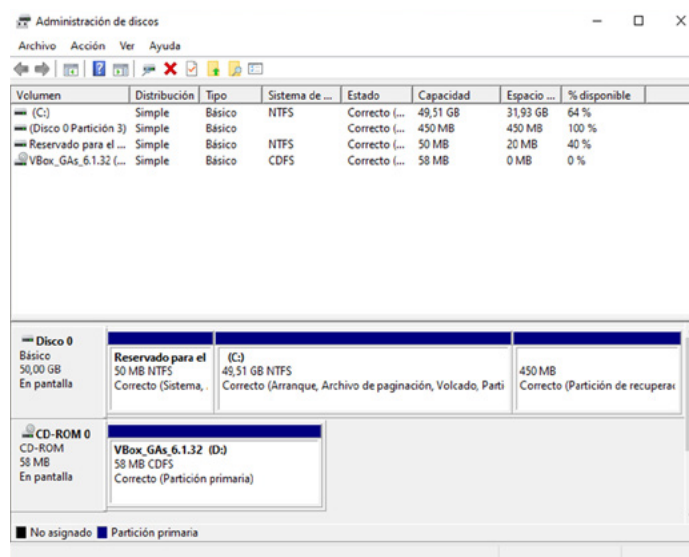 Administración de discos
Archivo Acción Ver Ayuda
Volumen Distribución Tipo Sistema de ... Estado Capacidad Espacio ... % disponible
(C:) Simple Básico NTFS Correcto (... 49,51 GB 31,93 GB 64 %
(Disco 0 Partición 3) Simple Básico Correcto (... 450 MB 450 MB 100 %
Reservado para el ... Simple Básico NTFS Correcto (... 50 MB 20 MB 40 %
VBox_GAs_6.1.32 (... Simple Básico CDFS Correcto (... 58 MB 0 MB 0 %
Disco 0
Básico
50,00 GB
En pantalla
Reservado para el
50 MB NTFS
Correcto (Sistema, .
(C:)
49,51 GB NTFS
Correcto (Arranque, Archivo de paginación, Volcado, Parti
450 MB
Correcto (Partición de recuperac
CD-ROM 0
CD-ROM
58 MB
En pantalla
VBox_GAs_6.1.32 (D:)
58 MB CDFS
Correcto (Partición primaria)
No asignado Partición primaria